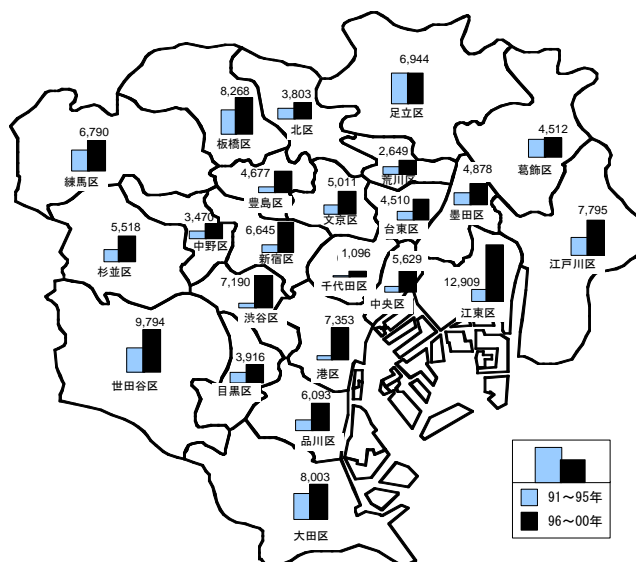 6,944
足立区
8,268
板橋区
3,803
北区
6,790
練馬区
4,512
葛飾区
2,649
荒川区
4,677
豊島区
5,011
文京区
4,510
台東区
4,878
墨田区
7,795
江戸川区
5,518
杉並区
3,470
中野区
6,645
新宿区
1,096
千代田区
5,629
中央区
12,909
江東区
7,190
渋谷区
9,794
世田谷区
3,916
目黒区
7,353
港区
6,093
品川区
8,003
大田区
91～95年
96～00年